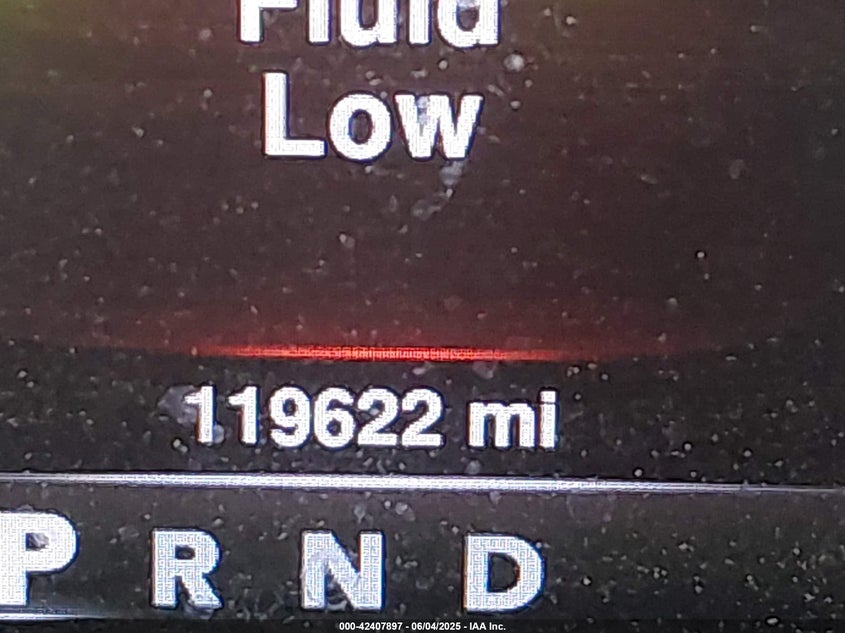 Fluid
Low
119622 mi
P R N D
000-42407897 - 06/04/2025 - IAA Inc.